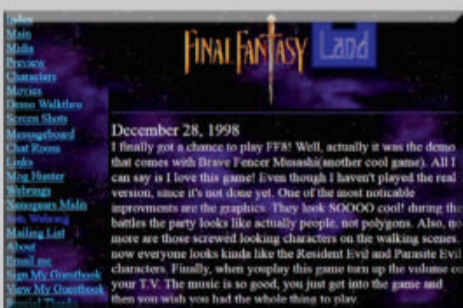 Index
Main
Midis
Preview
Characters
Movies
Demo Walkthru
Screen Shots
Messageboard
Chat Room
Links
Mog Hunter
Webrings
Xenogears Midis
Webring
Mailing List
About
Email me
Sign My Guestbook
View My Guestbook
Special Thanks
FINAL FANTASY Land
December 28, 1998
I finally got a chance to play FF8! Well, actually it was the demo
that comes with Brave Fencer Musashi(another cool game). All I
can say is I love this game! Even though I haven't played the real
version, since it's not done yet. One of the most noticable
improvments are the graphics. They look SOOOO cool! during the
battles the party looks like actually people, not polygons. Also, no
more are those screwed looking characters on the walking scenes.
now everyone looks kinda like the Resident Evil and Parasite Evil
characters. Finally, when youplay this game turn up the volume on
your T.V. The music is so good, you just get into the game and
then you wish you had the whole thing to play.